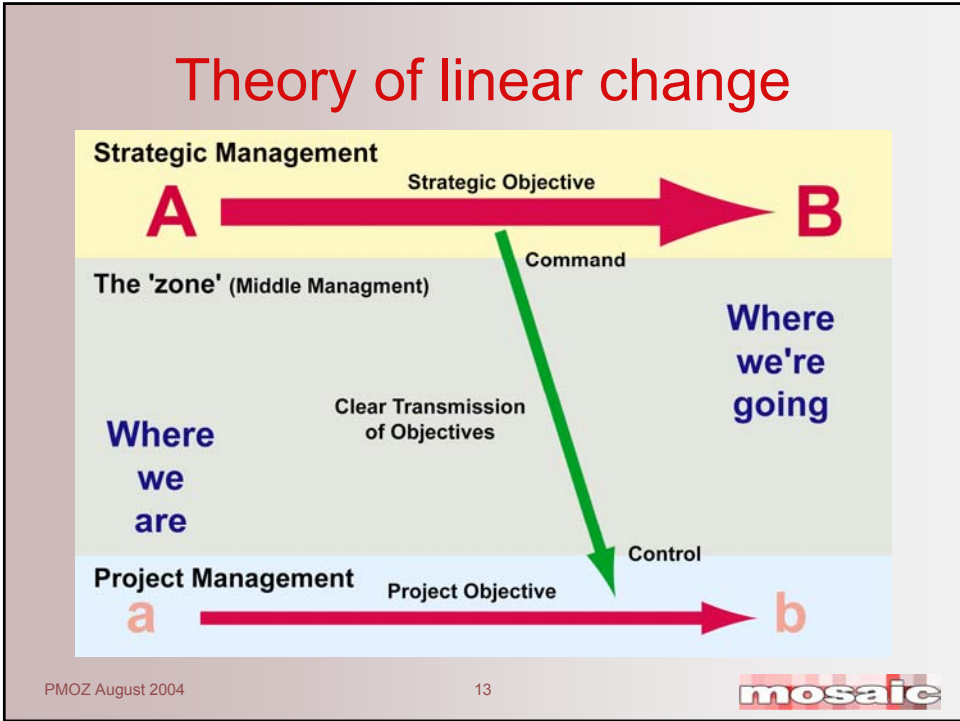 Theory of linear change
Strategic Management
A
Strategic Objective
B
Command
The 'zone' (Middle Managment)
Where
we're
going
Clear Transmission
of Objectives
Where
we
are
Control
Project Management
Project Objective
a
b
PMOZ August 2004
13
mosaic